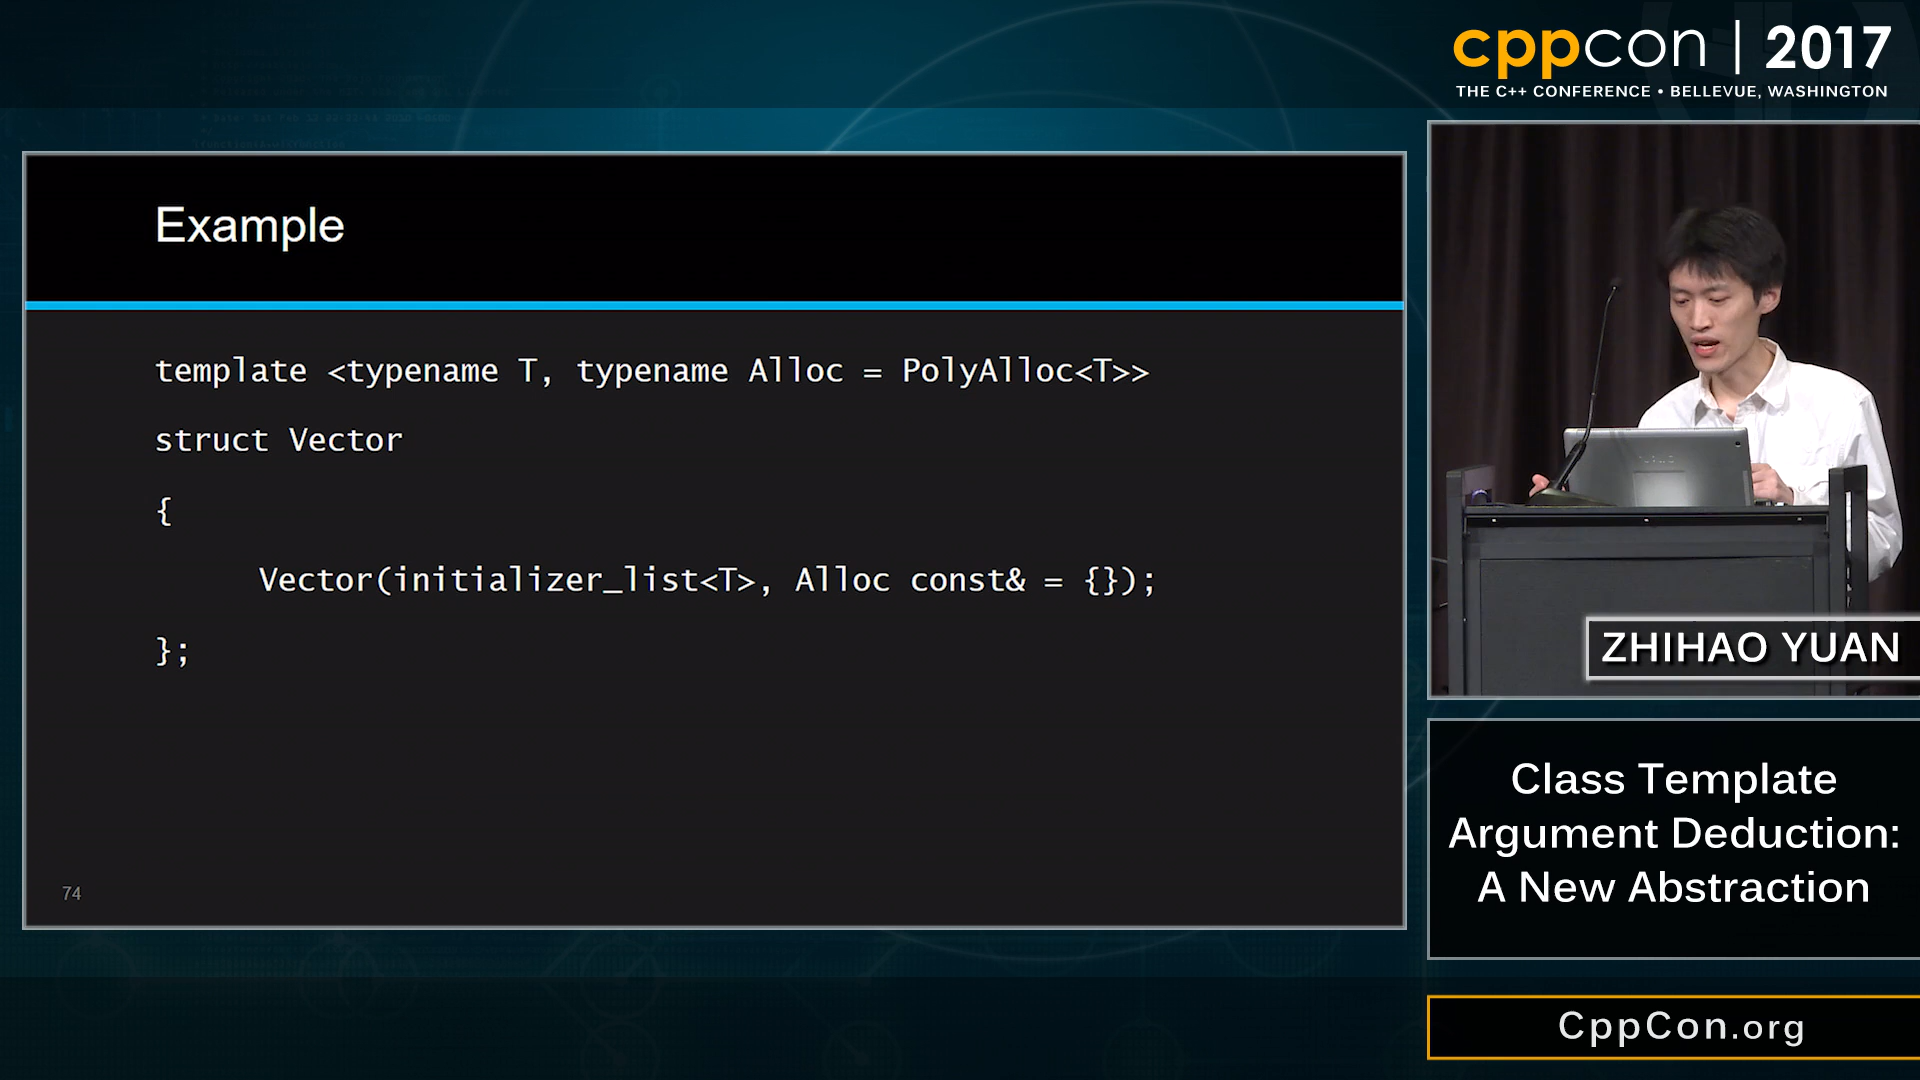 cppcon | 2017
THE C++ CONFERENCE • BELLEVUE, WASHINGTON
Example
template <typename T, typename Alloc = PolyAlloc<T>>
struct Vector
{
Vector(initializer_list<T>, Alloc const& = {});
};
74
ZHIHAO YUAN
Class Template
Argument Deduction:
A New Abstraction
CppCon.org